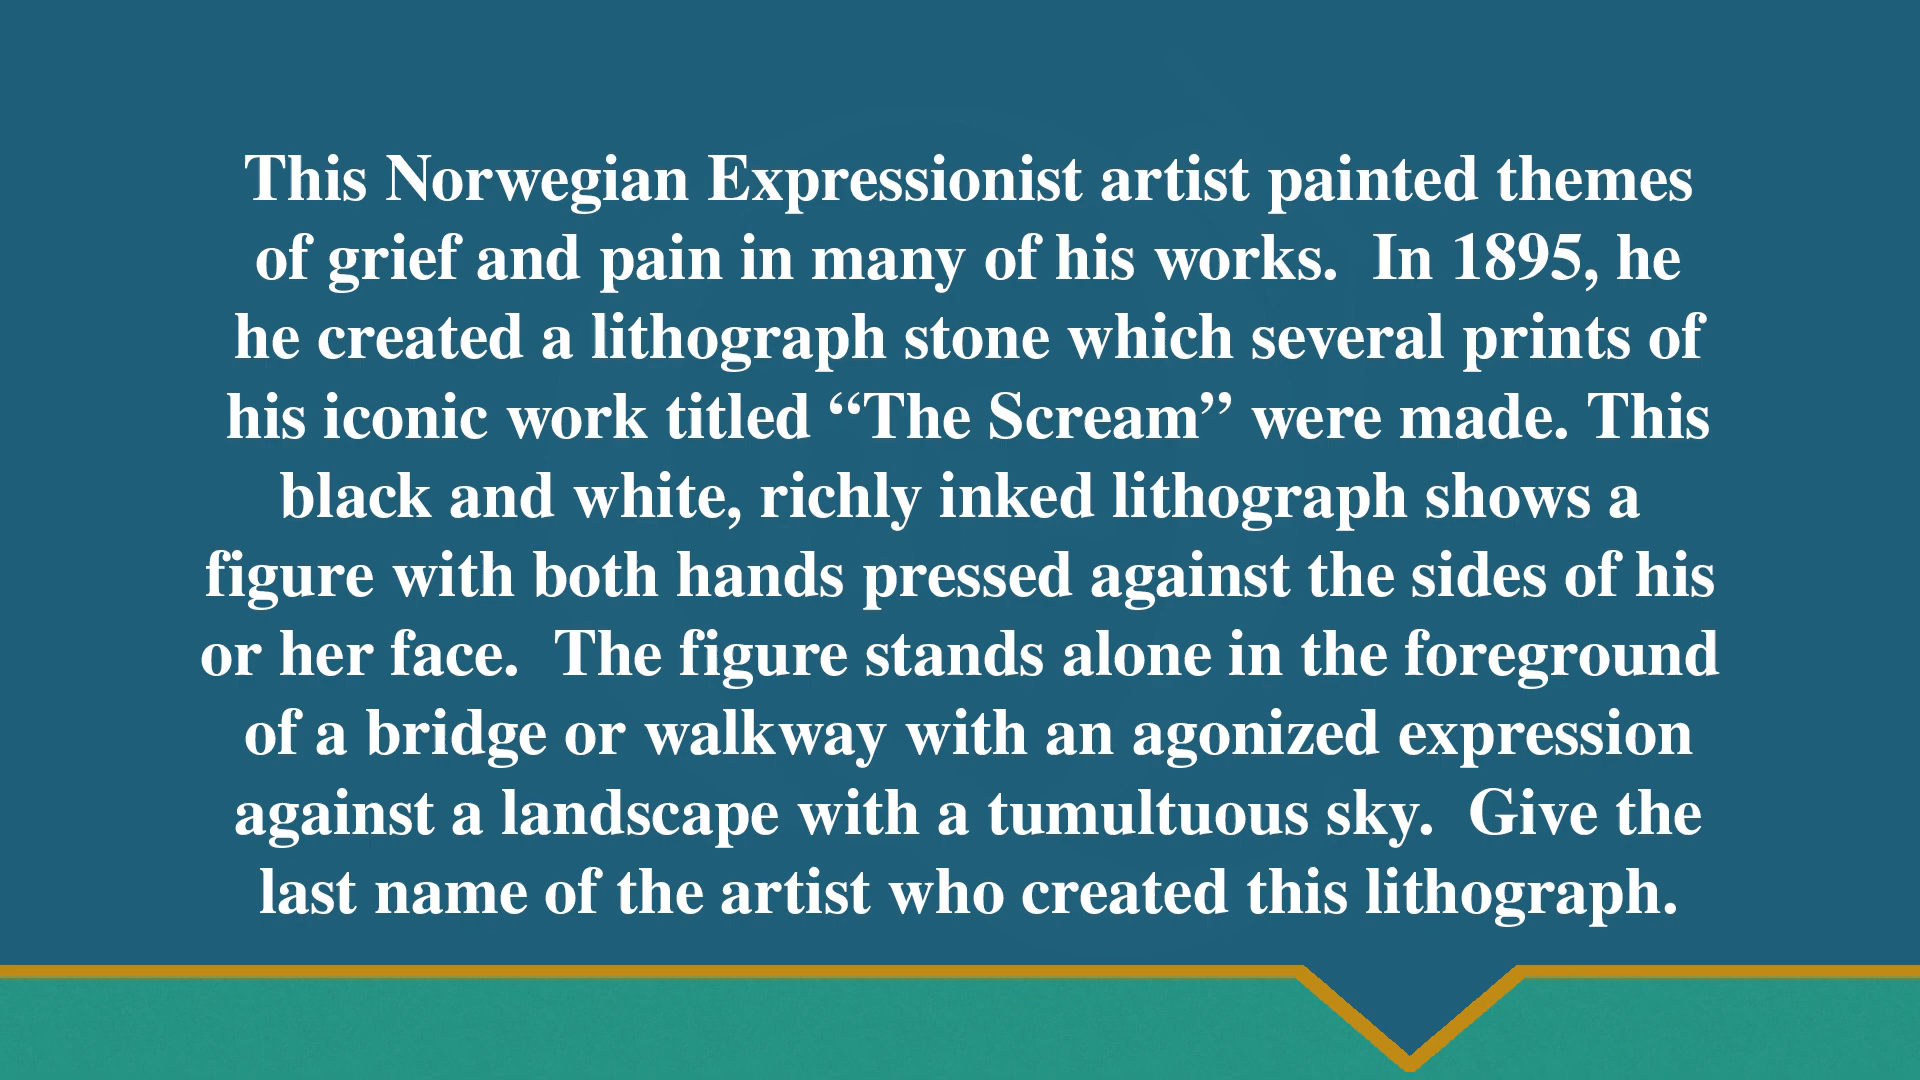 This Norwegian Expressionist artist painted themes
of grief and pain in many of his works.  In 1895, he
he created a lithograph stone which several prints of
his iconic work titled “The Scream” were made. This
black and white, richly inked lithograph shows a
figure with both hands pressed against the sides of his
or her face.  The figure stands alone in the foreground
of a bridge or walkway with an agonized expression
against a landscape with a tumultuous sky.  Give the
last name of the artist who created this lithograph.